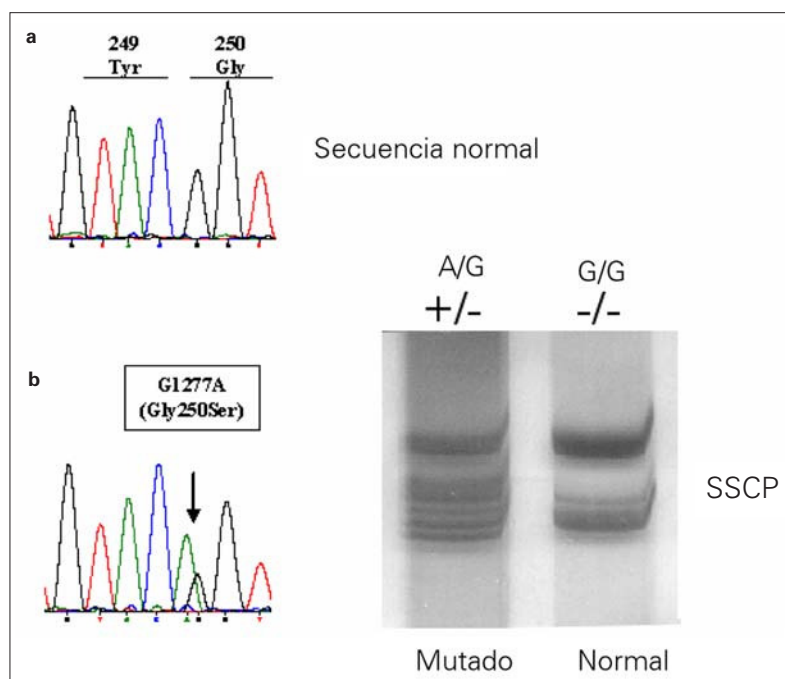 a
249 250
Tyr Gly
Secuencia normal
A/G G/G
+/- -/-
b
G1277A
(Gly250Ser)
SSCP
Mutado Normal